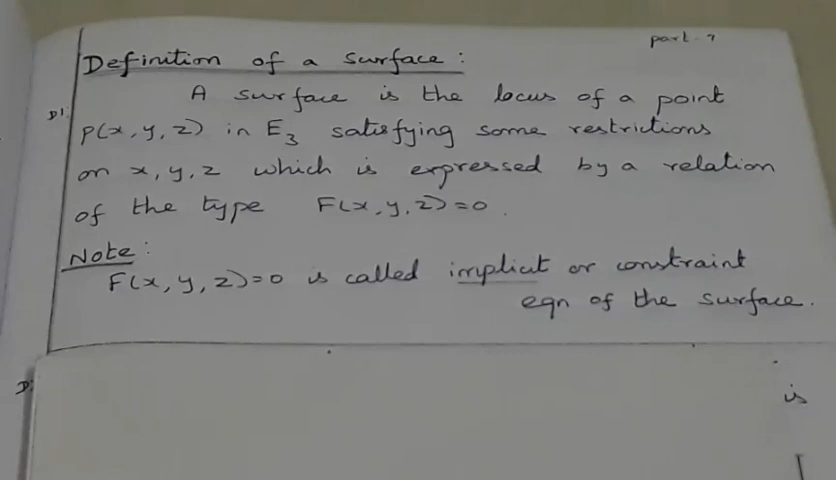 part-7
Definition of a surface:
D1: A surface is the locus of a point
P(x, y, z) in E₃ satisfying some restrictions
on x, y, z which is expressed by a relation
of the type F(x, y, z)=0.
Note:
F(x, y, z)=0 is called implicit or constraint
eqn of the surface.
D:
is